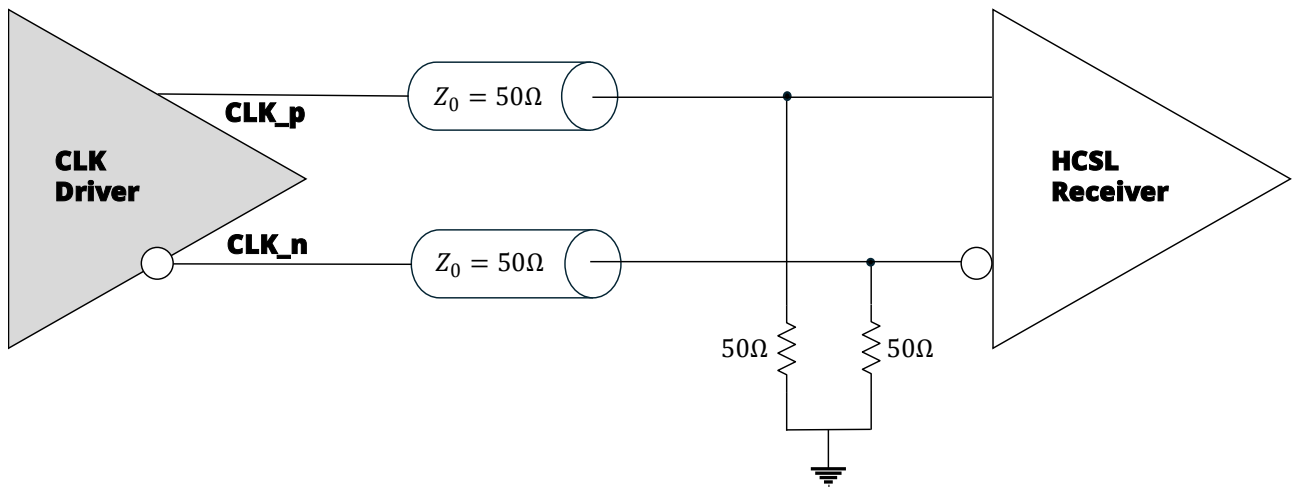 Z₀ = 50Ω
CLK_p
CLK
Driver
HCSL
Receiver
CLK_n
Z₀ = 50Ω
50Ω
50Ω